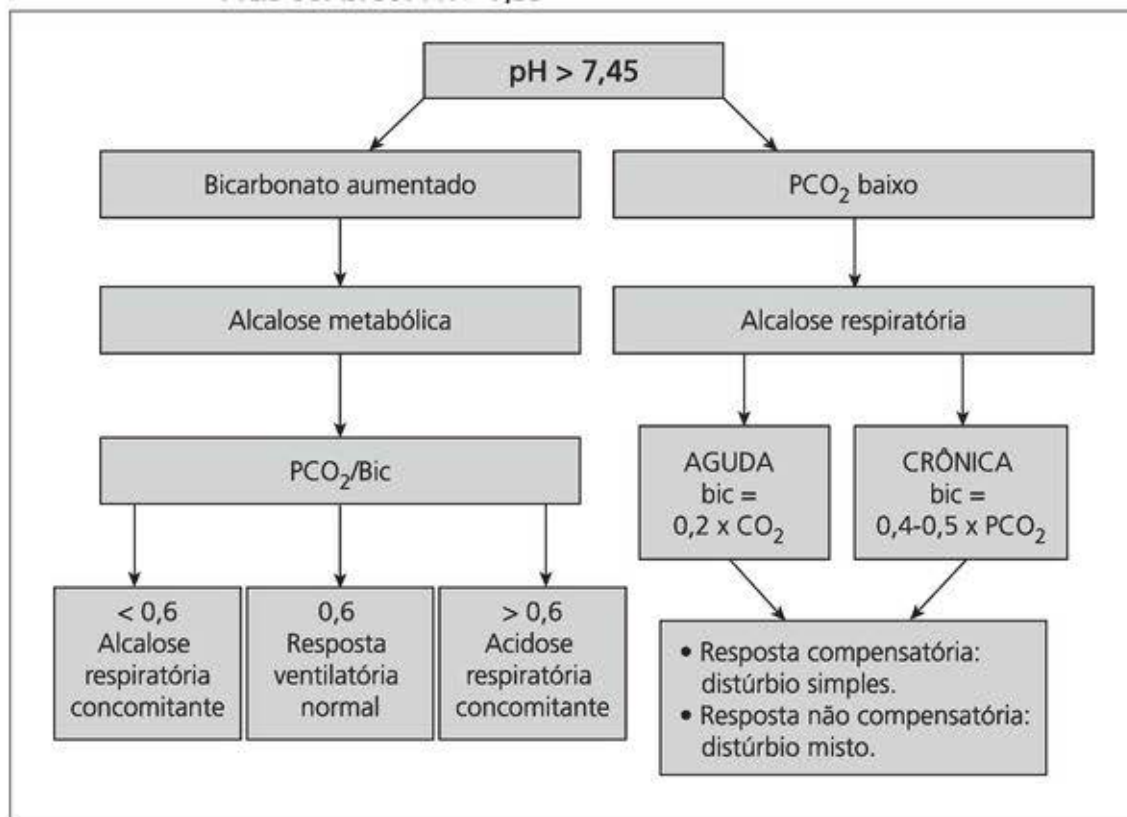 pH > 7,45
Bicarbonato aumentado
PCO₂ baixo
Alcalose metabólica
Alcalose respiratória
PCO₂/Bic
AGUDA
bic =
0,2 x CO₂
CRÔNICA
bic =
0,4-0,5 x PCO₂
< 0,6
Alcalose
respiratória
concomitante
0,6
Resposta
ventilatória
normal
> 0,6
Acidose
respiratória
concomitante
• Resposta compensatória:
distúrbio simples.
• Resposta não compensatória:
distúrbio misto.